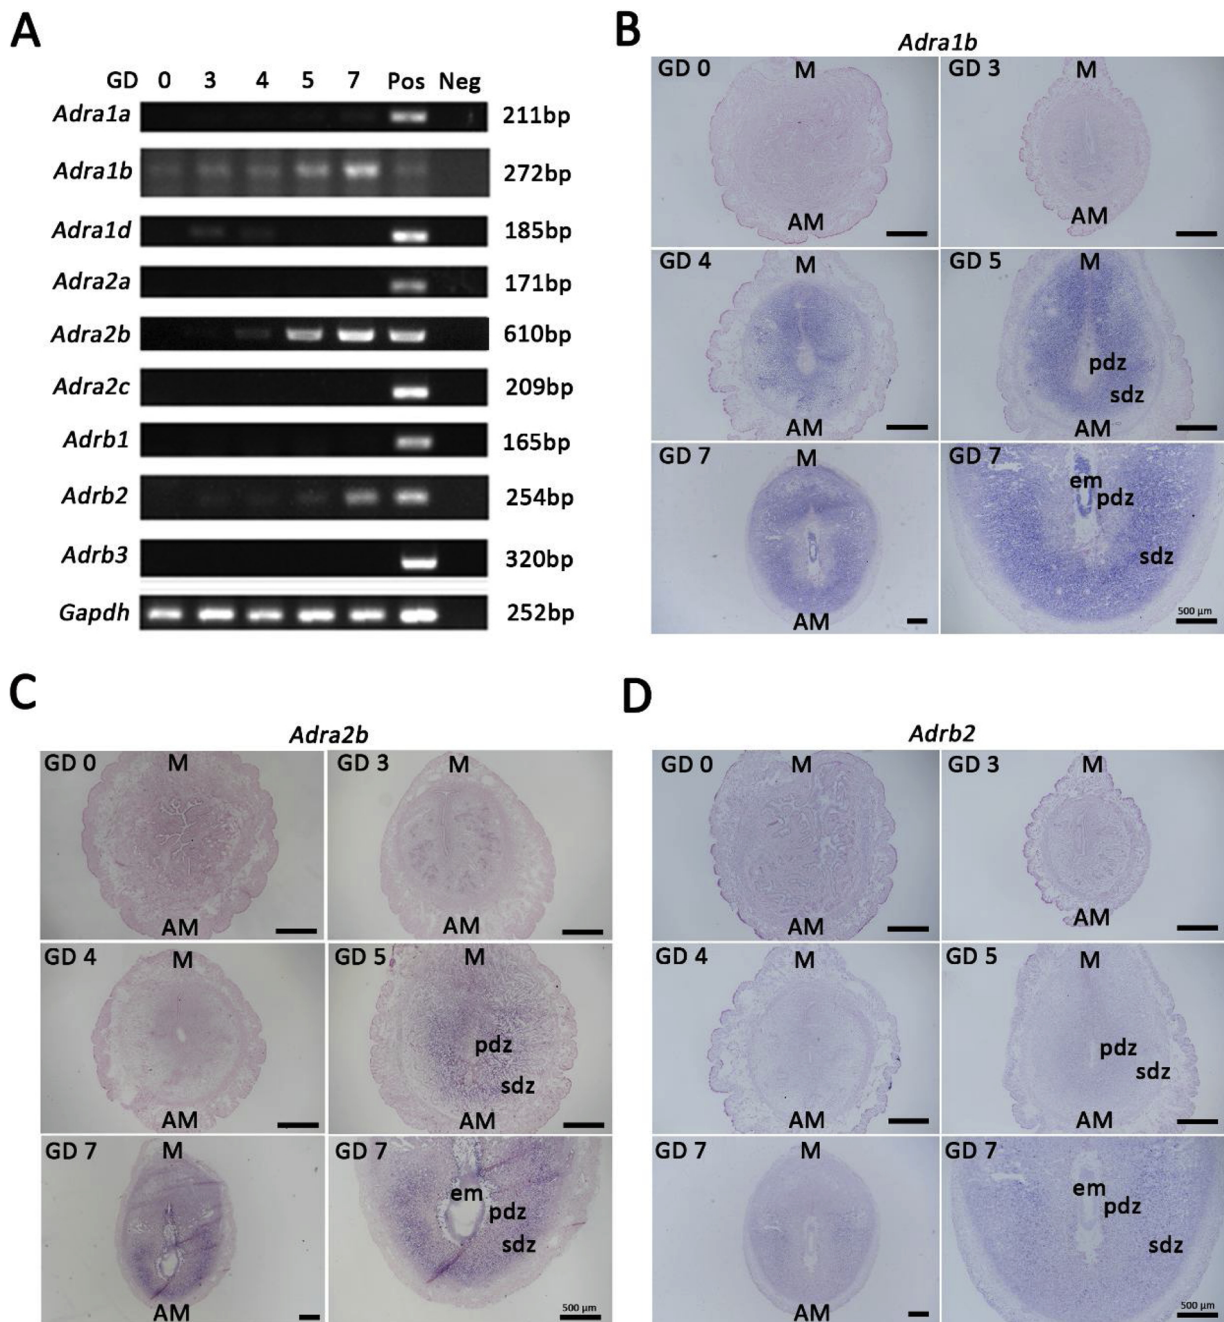 A
GD 0 3 4 5 7 Pos Neg
Adra1a 211bp
Adra1b 272bp
Adra1d 185bp
Adra2a 171bp
Adra2b 610bp
Adra2c 209bp
Adrb1 165bp
Adrb2 254bp
Adrb3 320bp
Gapdh 252bp
B
Adra1b
GD 0 M GD 3 M
AM AM
GD 4 M GD 5 M
pdz
sdz
AM AM
GD 7 M GD 7
em
pdz
sdz
AM 500 µm
C
Adra2b
GD 0 M GD 3 M
AM AM
GD 4 M GD 5 M
pdz
sdz
AM AM
GD 7 M GD 7
em
pdz
sdz
AM 500 µm
D
Adrb2
GD 0 M GD 3 M
AM AM
GD 4 M GD 5 M
pdz
sdz
AM AM
GD 7 M GD 7
em
pdz
sdz
AM 500 µm